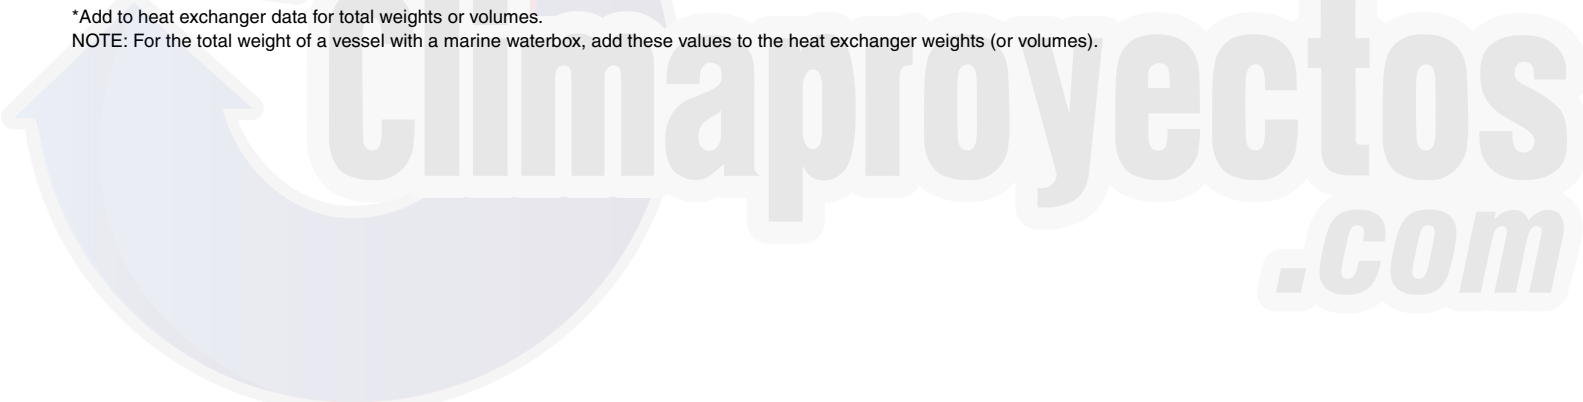 *Add to heat exchanger data for total weights or volumes.
NOTE: For the total weight of a vessel with a marine waterbox, add these values to the heat exchanger weights (or volumes).
Climaproyectos
.com